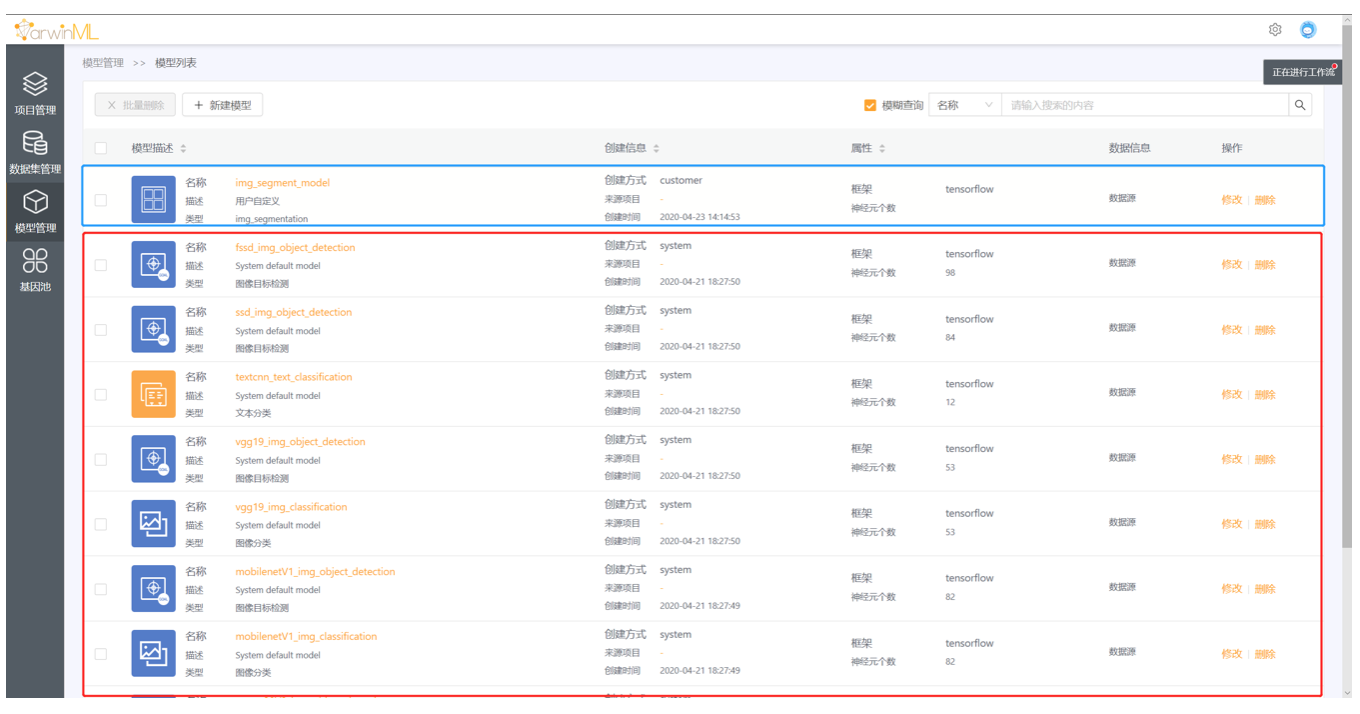 DarwinML
模型管理 >> 模型列表
正在进行工作流
项目管理
数据集管理
模型管理
基因池
× 批量删除 + 新建模型 模糊查询 名称 请输入搜索的内容
模型描述 创建信息 属性 数据信息 操作
名称 img_segment_model 创建方式 customer
描述 用户自定义 来源项目 -
类型 img_segmentation 创建时间 2020-04-23 14:14:53
框架 tensorflow
神经元个数
数据源 修改 | 删除
名称 fssd_img_object_detection 创建方式 system
描述 System default model 来源项目 -
类型 图像目标检测 创建时间 2020-04-21 18:27:50
框架 tensorflow
神经元个数 98
数据源 修改 | 删除
名称 ssd_img_object_detection 创建方式 system
描述 System default model 来源项目 -
类型 图像目标检测 创建时间 2020-04-21 18:27:50
框架 tensorflow
神经元个数 84
数据源 修改 | 删除
名称 textcnn_text_classification 创建方式 system
描述 System default model 来源项目 -
类型 文本分类 创建时间 2020-04-21 18:27:50
框架 tensorflow
神经元个数 12
数据源 修改 | 删除
名称 vgg19_img_object_detection 创建方式 system
描述 System default model 来源项目 -
类型 图像目标检测 创建时间 2020-04-21 18:27:50
框架 tensorflow
神经元个数 53
数据源 修改 | 删除
名称 vgg19_img_classification 创建方式 system
描述 System default model 来源项目 -
类型 图像分类 创建时间 2020-04-21 18:27:50
框架 tensorflow
神经元个数 53
数据源 修改 | 删除
名称 mobilenetV1_img_object_detection 创建方式 system
描述 System default model 来源项目 -
类型 图像目标检测 创建时间 2020-04-21 18:27:49
框架 tensorflow
神经元个数 82
数据源 修改 | 删除
名称 mobilenetV1_img_classification 创建方式 system
描述 System default model 来源项目 -
类型 图像分类 创建时间 2020-04-21 18:27:49
框架 tensorflow
神经元个数 82
数据源 修改 | 删除